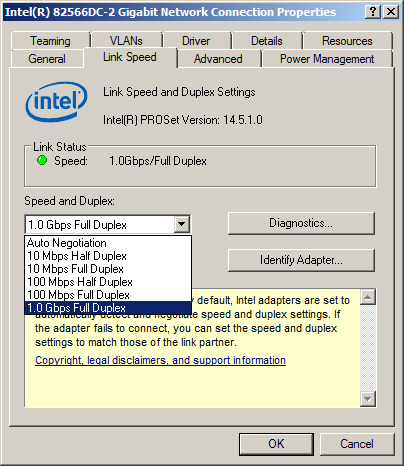 Intel(R) 82566DC-2 Gigabit Network Connection Properties
Teaming VLANs Driver Details Resources
General Link Speed Advanced Power Management
intel
Link Speed and Duplex Settings
Intel(R) PROSet Version: 14.5.1.0
Link Status
Speed: 1.0Gbps/Full Duplex
Speed and Duplex:
1.0 Gbps Full Duplex
Diagnostics...
Auto Negotiation
10 Mbps Half Duplex
10 Mbps Full Duplex
Identify Adapter...
100 Mbps Half Duplex
100 Mbps Full Duplex
1.0 Gbps Full Duplex
default, Intel adapters are set to
automatically detect and negotiate speed and duplex settings. If
the adapter fails to connect, you can set the speed and duplex
settings to match those of the link partner.
Copyright, legal disclaimers, and support information
OK Cancel